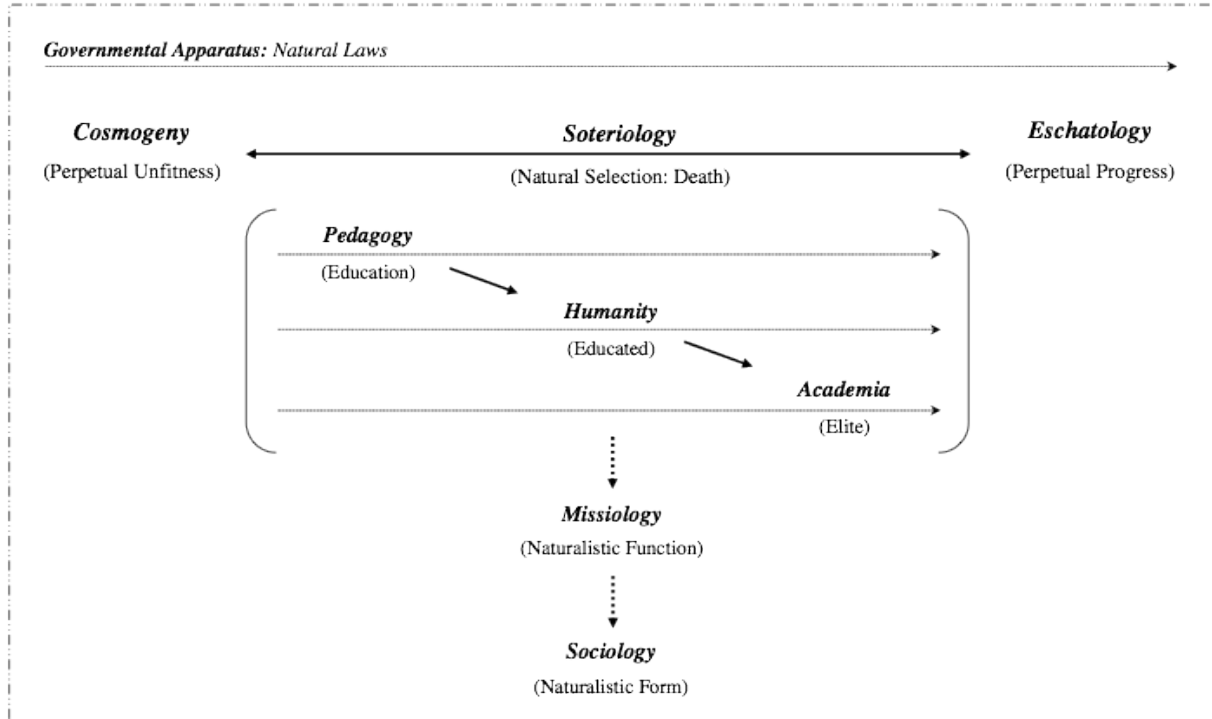 Governmental Apparatus: Natural Laws
Cosmogeny
Soteriology
Eschatology
(Perpetual Unfitness)
(Natural Selection: Death)
(Perpetual Progress)
Pedagogy
(Education)
Humanity
(Educated)
Academia
(Elite)
Missiology
(Naturalistic Function)
Sociology
(Naturalistic Form)